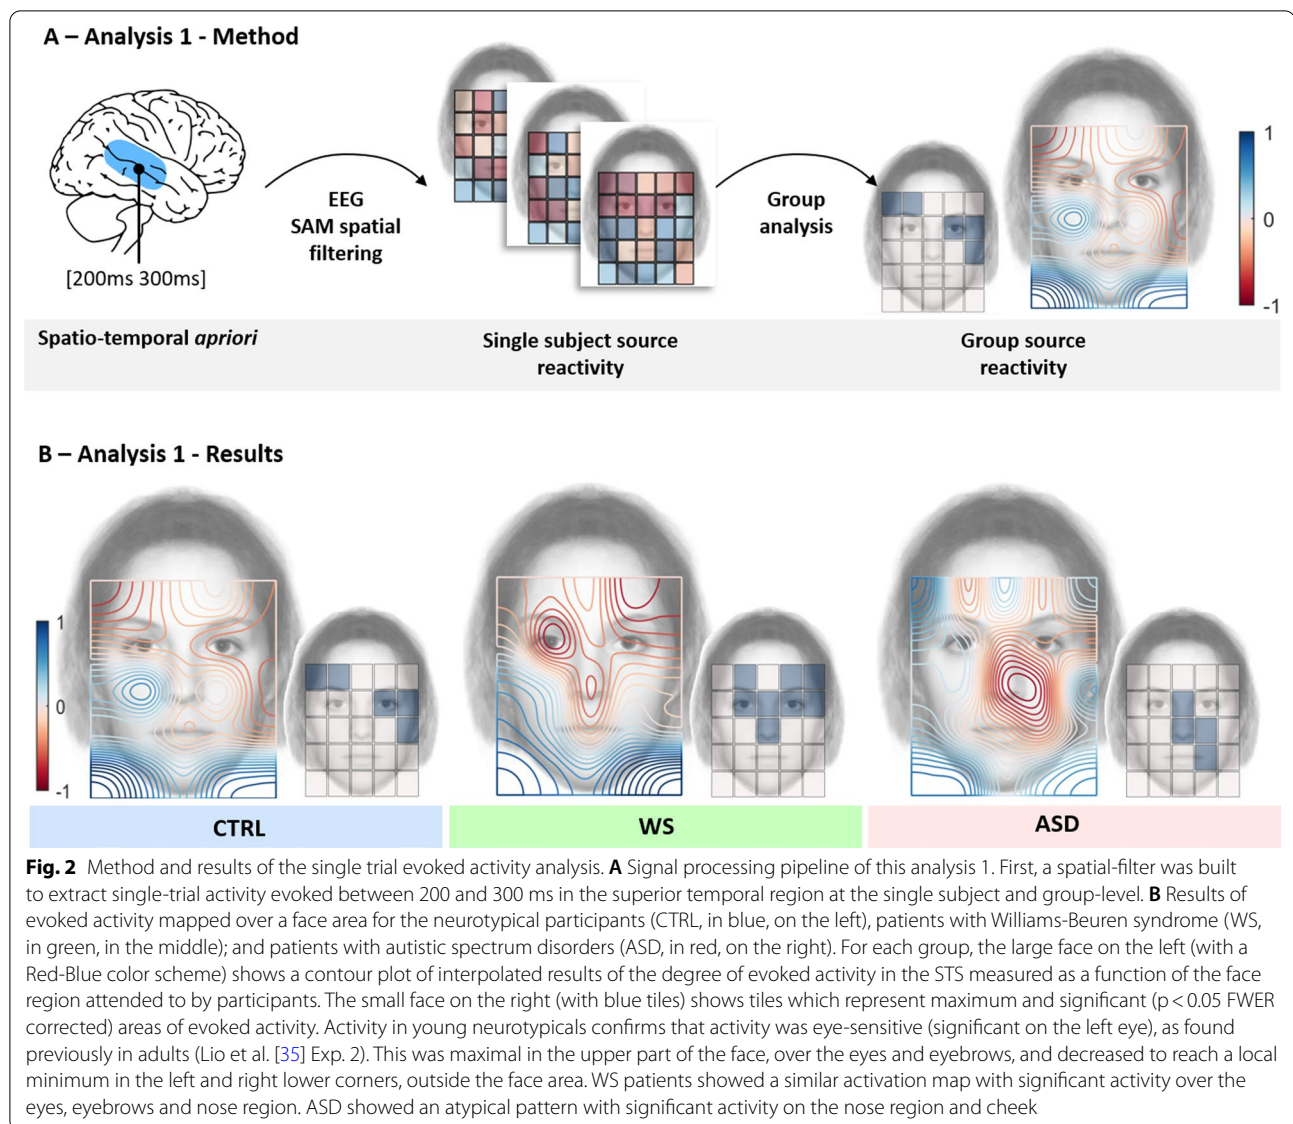 A – Analysis 1 - Method
EEG
SAM spatial
filtering
Group
analysis
1
0
-1
[200ms 300ms]
Spatio-temporal apriori
Single subject source
reactivity
Group source
reactivity
B – Analysis 1 - Results
1
0
-1
CTRL
WS
ASD
Fig. 2 Method and results of the single trial evoked activity analysis. A Signal processing pipeline of this analysis 1. First, a spatial-filter was built
to extract single-trial activity evoked between 200 and 300 ms in the superior temporal region at the single subject and group-level. B Results of
evoked activity mapped over a face area for the neurotypical participants (CTRL, in blue, on the left), patients with Williams-Beuren syndrome (WS,
in green, in the middle); and patients with autistic spectrum disorders (ASD, in red, on the right). For each group, the large face on the left (with a
Red-Blue color scheme) shows a contour plot of interpolated results of the degree of evoked activity in the STS measured as a function of the face
region attended to by participants. The small face on the right (with blue tiles) shows tiles which represent maximum and significant (p < 0.05 FWER
corrected) areas of evoked activity. Activity in young neurotypicals confirms that activity was eye-sensitive (significant on the left eye), as found
previously in adults (Lio et al. [35] Exp. 2). This was maximal in the upper part of the face, over the eyes and eyebrows, and decreased to reach a local
minimum in the left and right lower corners, outside the face area. WS patients showed a similar activation map with significant activity over the
eyes, eyebrows and nose region. ASD showed an atypical pattern with significant activity on the nose region and cheek